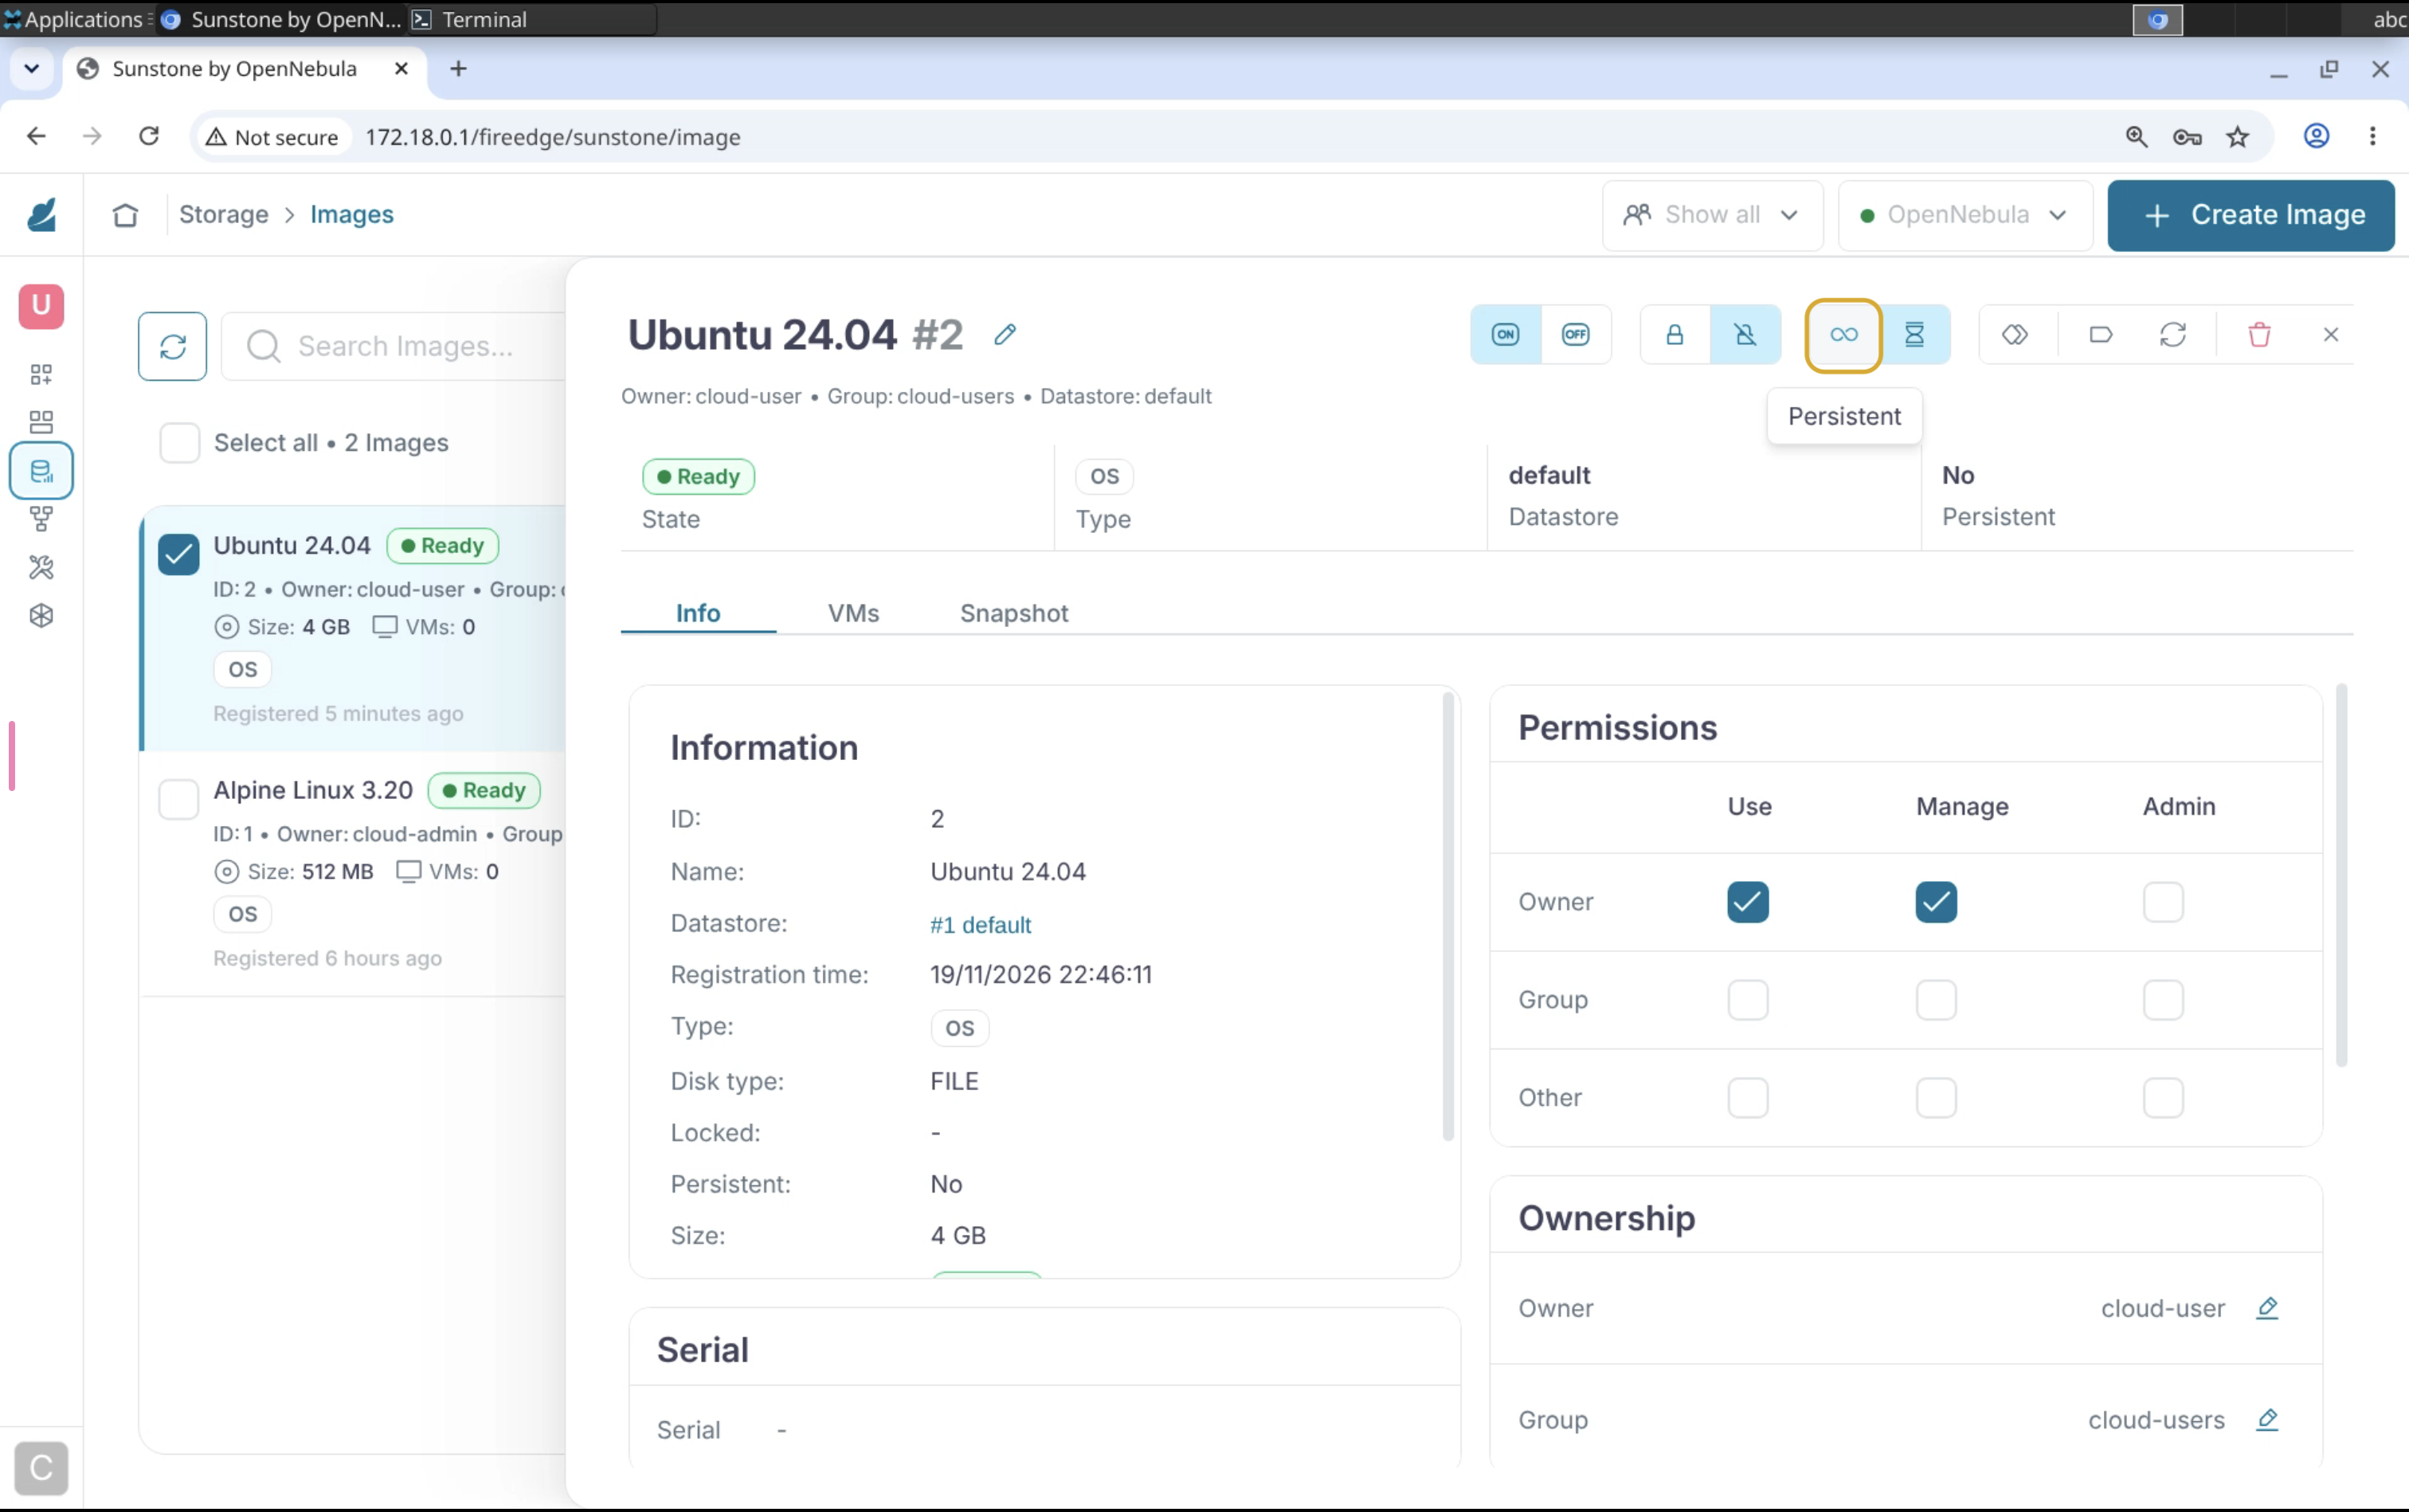 Applications
Sunstone by OpenN...
Terminal
abc
Sunstone by OpenNebula
Not secure
172.18.0.1/fireedge/sunstone/image
Storage > Images
Show all
OpenNebula
+ Create Image
U
Search Images...
Select all • 2 Images
Ubuntu 24.04
Ready
ID: 2 • Owner: cloud-user • Group:
Size: 4 GB
VMs: 0
OS
Registered 5 minutes ago
Alpine Linux 3.20
Ready
ID: 1 • Owner: cloud-admin • Group
Size: 512 MB
VMs: 0
OS
Registered 6 hours ago
C
Ubuntu 24.04 #2
ON
OFF
Owner: cloud-user • Group: cloud-users • Datastore: default
Persistent
Ready
State
OS
Type
default
Datastore
No
Persistent
Info
VMs
Snapshot
Information
ID: 2
Name: Ubuntu 24.04
Datastore: #1 default
Registration time: 19/11/2026 22:46:11
Type: OS
Disk type: FILE
Locked: -
Persistent: No
Size: 4 GB
Serial
Serial -
Permissions
Use Manage Admin
Owner
Group
Other
Ownership
Owner cloud-user
Group cloud-users